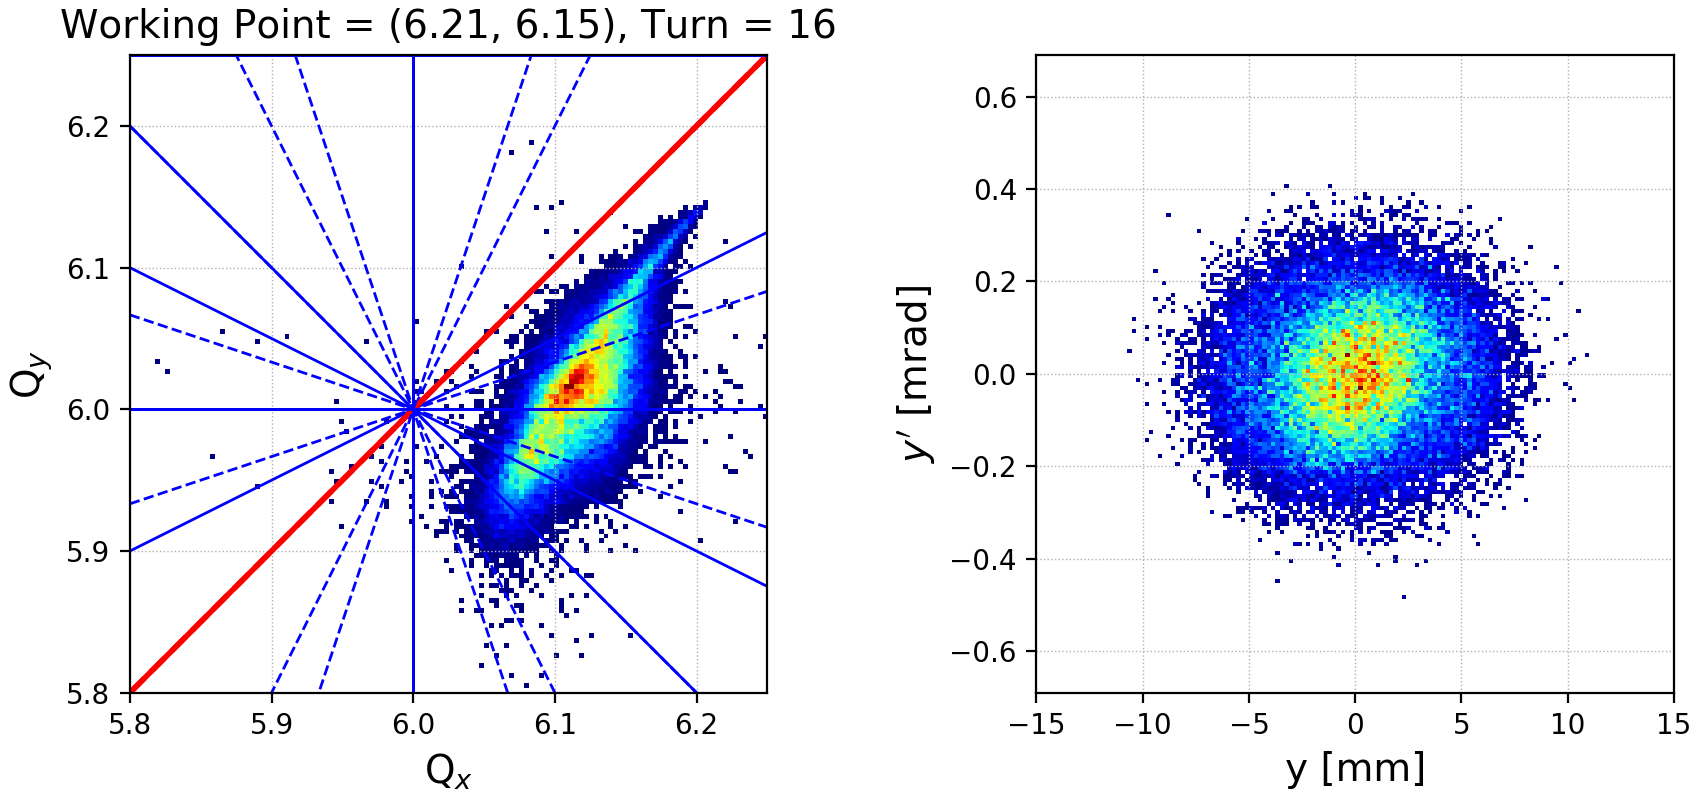 Working Point = (6.21, 6.15), Turn = 16
6.2
6.1
6.0
5.9
5.8
Q_y
5.8 5.9 6.0 6.1 6.2
Q_x
0.6
0.4
0.2
0.0
−0.2
−0.4
−0.6
y′ [mrad]
−15 −10 −5 0 5 10 15
y [mm]